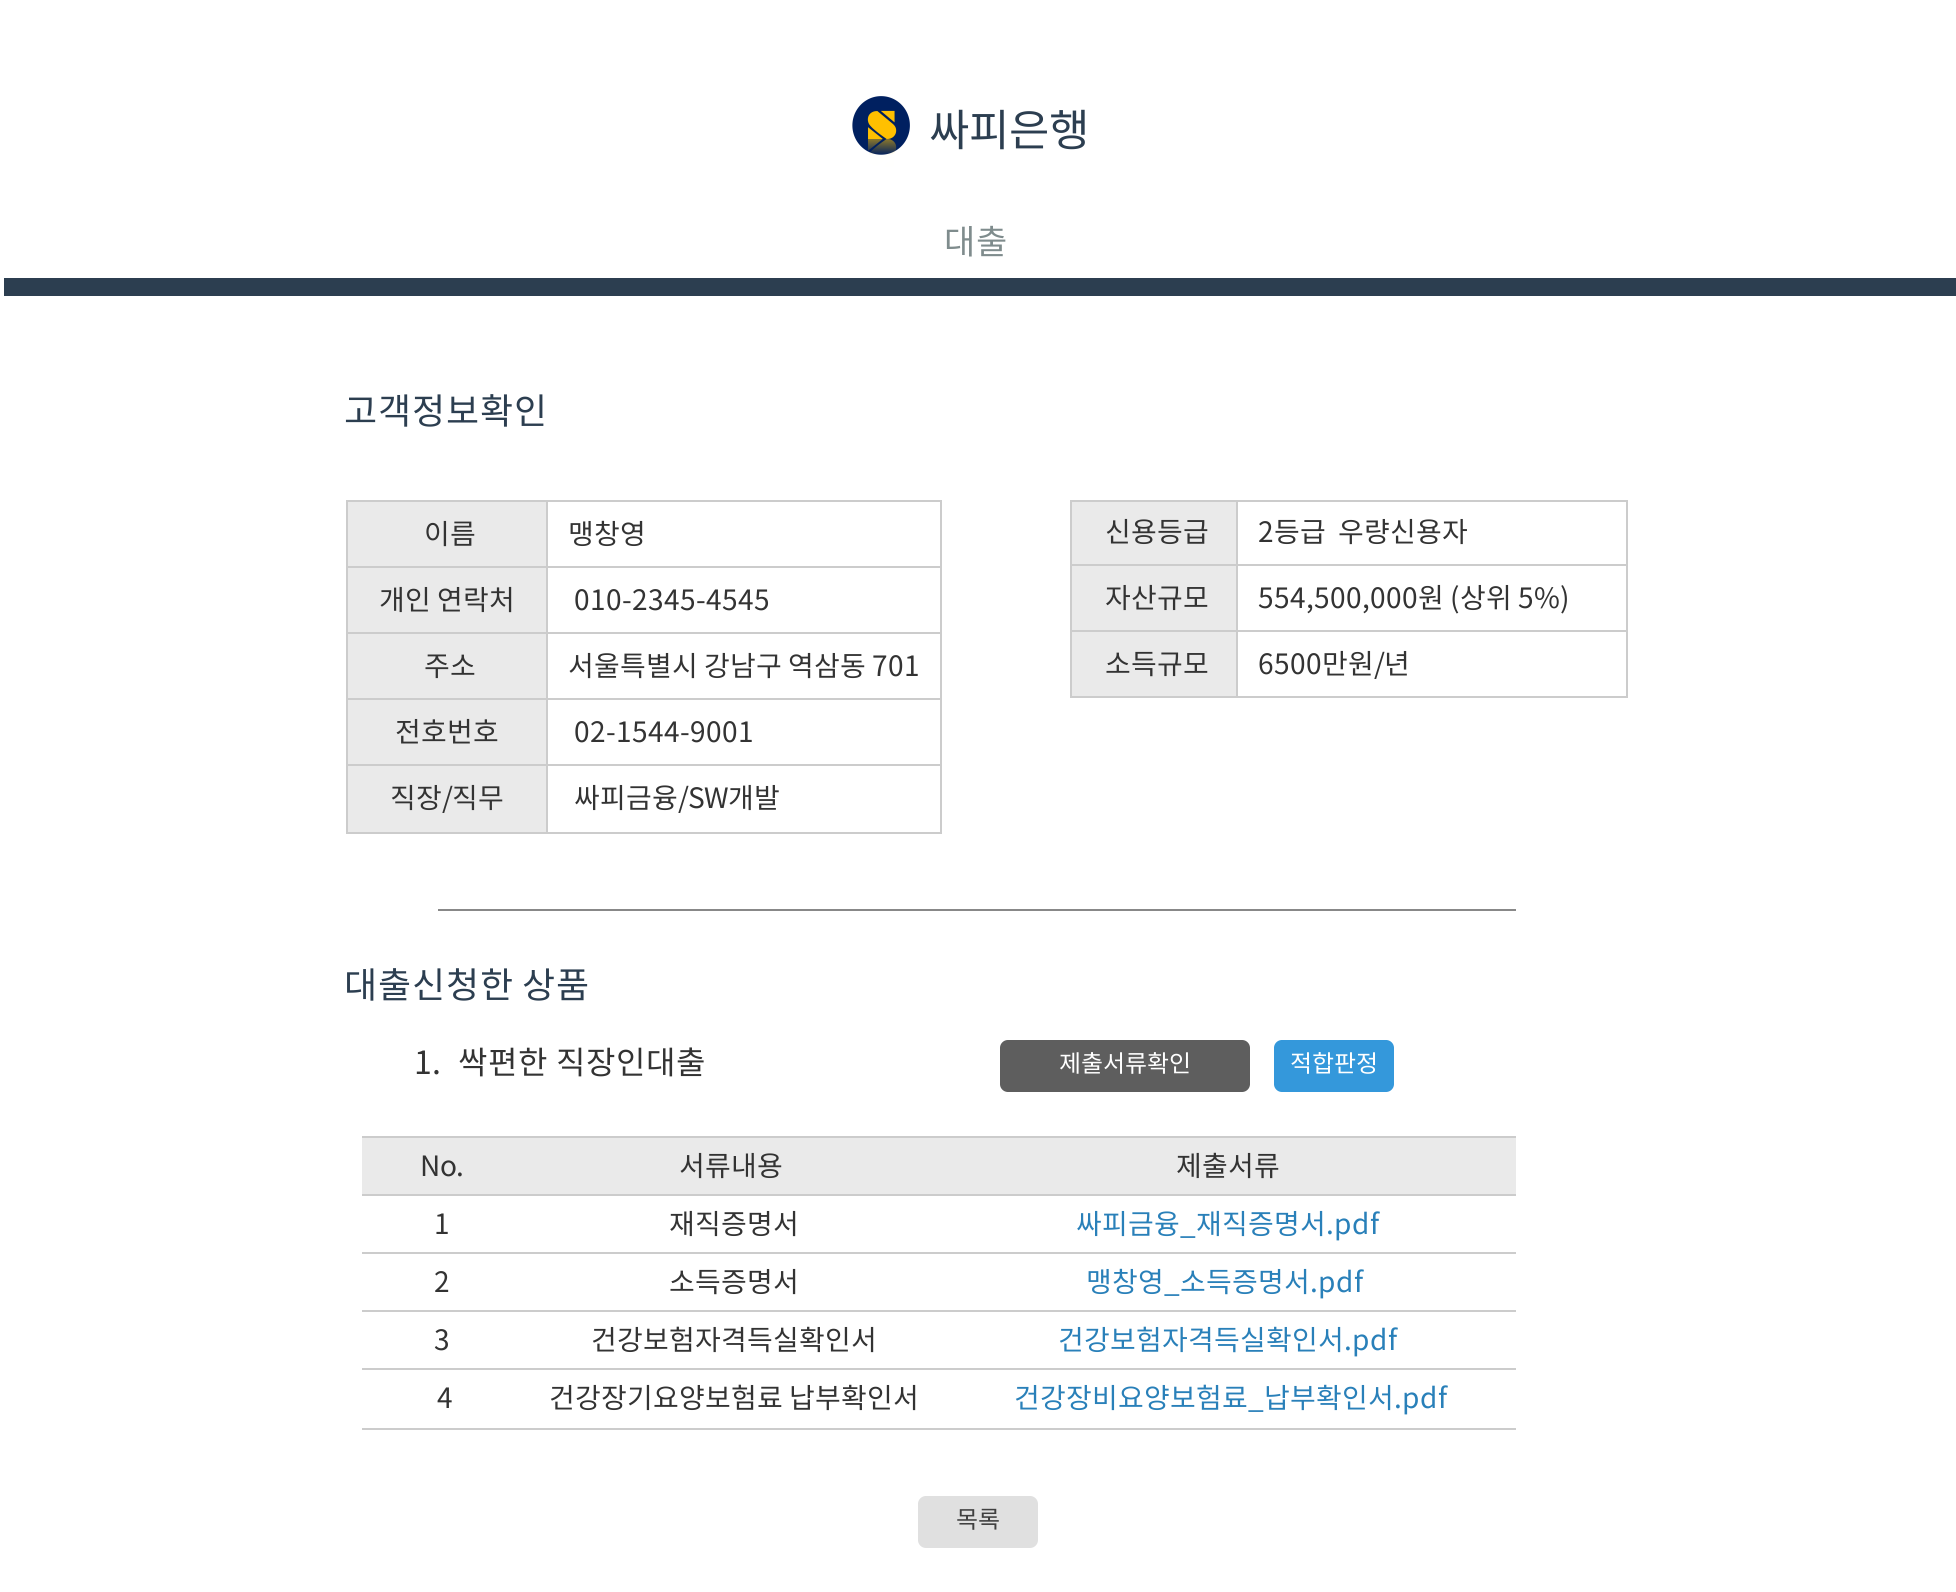 싸피은행
대출
고객정보확인
이름 맹창영
개인 연락처 010-2345-4545
주소 서울특별시 강남구 역삼동 701
전호번호 02-1544-9001
직장/직무 싸피금융/SW개발
신용등급 2등급 우량신용자
자산규모 554,500,000원 (상위 5%)
소득규모 6500만원/년
대출신청한 상품
1. 싹편한 직장인대출 제출서류확인 적합판정
No. 서류내용 제출서류
1 재직증명서 싸피금융_재직증명서.pdf
2 소득증명서 맹창영_소득증명서.pdf
3 건강보험자격득실확인서 건강보험자격득실확인서.pdf
4 건강장기요양보험료 납부확인서 건강장비요양보험료_납부확인서.pdf
목록